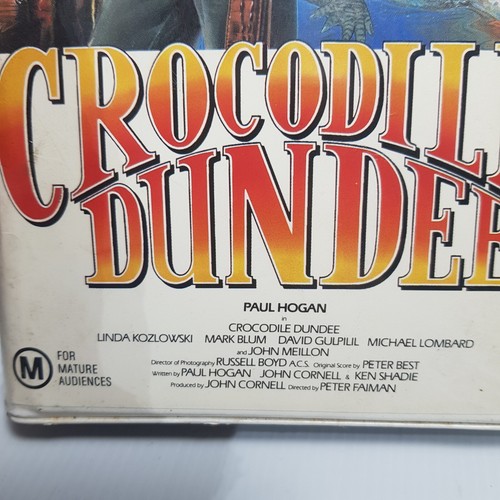 CROCODIL
DUNDEE
PAUL HOGAN
in
CROCODILE DUNDEE
LINDA KOZLOWSKI MARK BLUM DAVID GULPILIL MICHAEL LOMBARD
and JOHN MEILLON
Director of Photography RUSSELL BOYD A.C.S. Original Score by PETER BEST
Written by PAUL HOGAN JOHN CORNELL & KEN SHADIE
Produced by JOHN CORNELL Directed by PETER FAIMAN
M FOR
MATURE
AUDIENCES